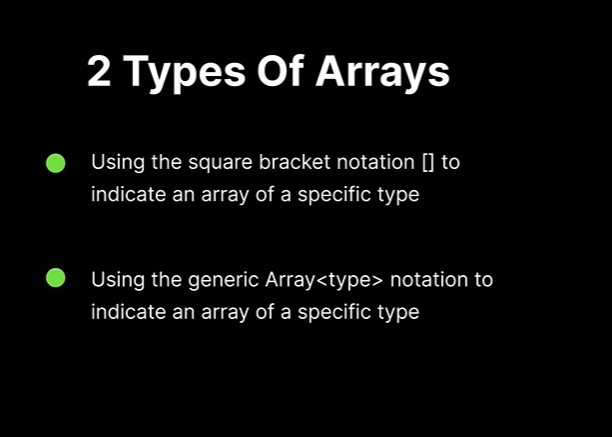 2 Types Of Arrays
Using the square bracket notation [] to
indicate an array of a specific type
Using the generic Array<type> notation to
indicate an array of a specific type